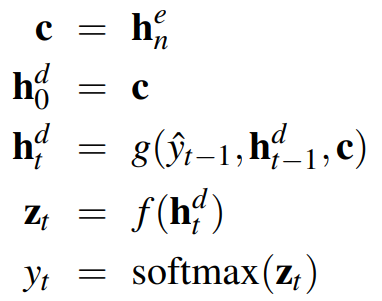 c = h_n^e
h_0^d = c
h_t^d = g(ŷ_{t−1}, h_{t−1}^d, c)
z_t = f(h_t^d)
y_t = softmax(z_t)